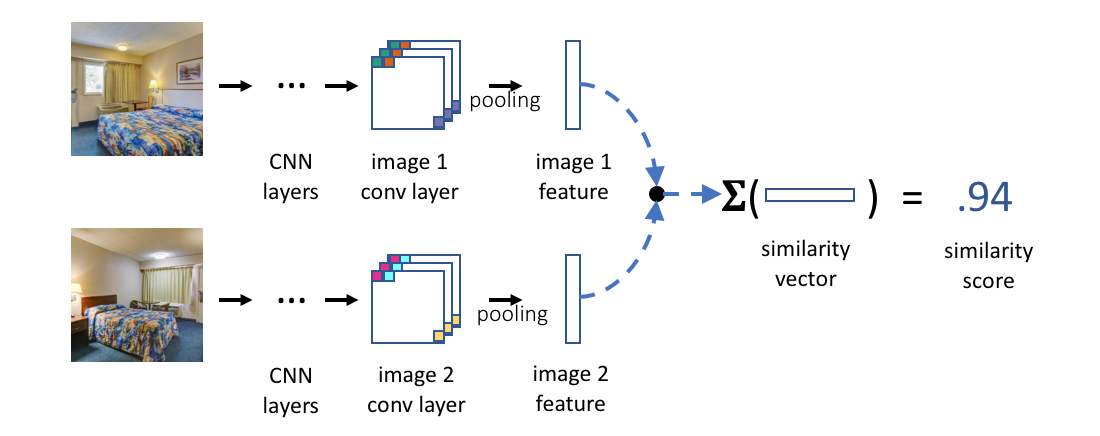 ...
pooling
CNN
layers
image 1
conv layer
image 1
feature
Σ( ) = .94
similarity
vector
similarity
score
...
pooling
CNN
layers
image 2
conv layer
image 2
feature